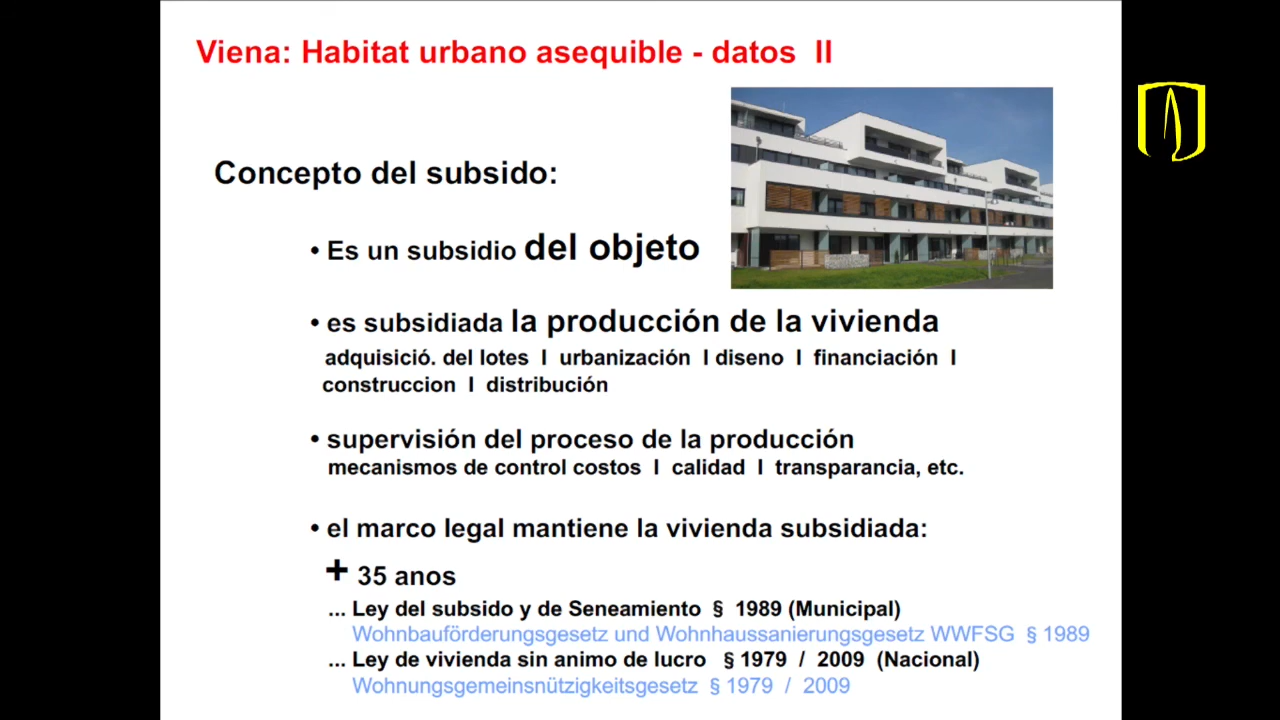 Viena: Habitat urbano asequible - datos II
Concepto del subsido:
• Es un subsidio del objeto
• es subsidiada la producción de la vivienda
adquisició. del lotes I urbanización I diseno I financiación I
construccion I distribución
• supervisión del proceso de la producción
mecanismos de control costos I calidad I transparancia, etc.
• el marco legal mantiene la vivienda subsidiada:
+ 35 anos
... Ley del subsido y de Seneamiento § 1989 (Municipal)
Wohnbauförderungsgesetz und Wohnhaussanierungsgesetz WWFSG § 1989
... Ley de vivienda sin animo de lucro § 1979 / 2009 (Nacional)
Wohnungsgemeinsnützigkeitsgesetz § 1979 / 2009